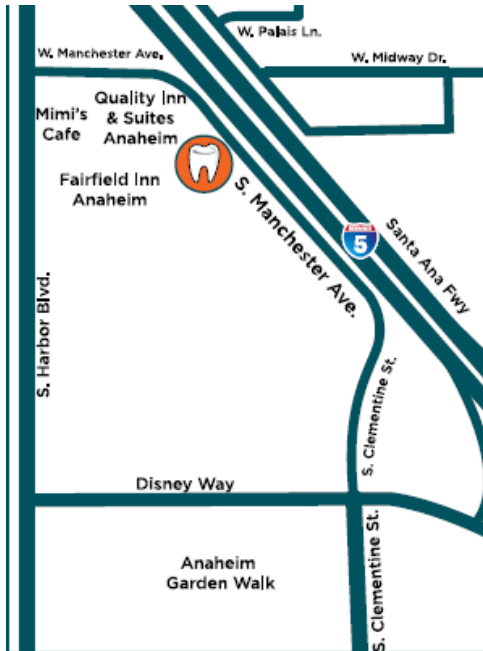 W. Palais Ln.
W. Manchester Ave.
W. Midway Dr.
Quality Inn
& Suites
Anaheim
Mimi's
Cafe
Fairfield Inn
Anaheim
S. Manchester Ave.
5
Santa Ana Fwy
S. Harbor Blvd.
S. Clementine St.
Disney Way
S. Clementine St.
Anaheim
Garden Walk